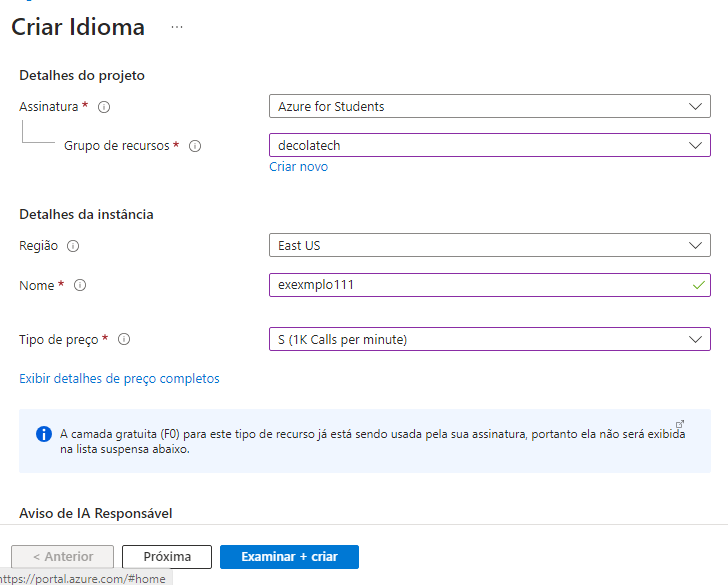 Criar Idioma ...
Detalhes do projeto
Assinatura *
Azure for Students
Grupo de recursos *
decolatech
Criar novo
Detalhes da instância
Região
East US
Nome *
exexmplo111
Tipo de preço *
S (1K Calls per minute)
Exibir detalhes de preço completos
A camada gratuita (F0) para este tipo de recurso já está sendo usada pela sua assinatura, portanto ela não será exibida
na lista suspensa abaixo.
Aviso de IA Responsável
< Anterior
Próxima
Examinar + criar
https://portal.azure.com/#home